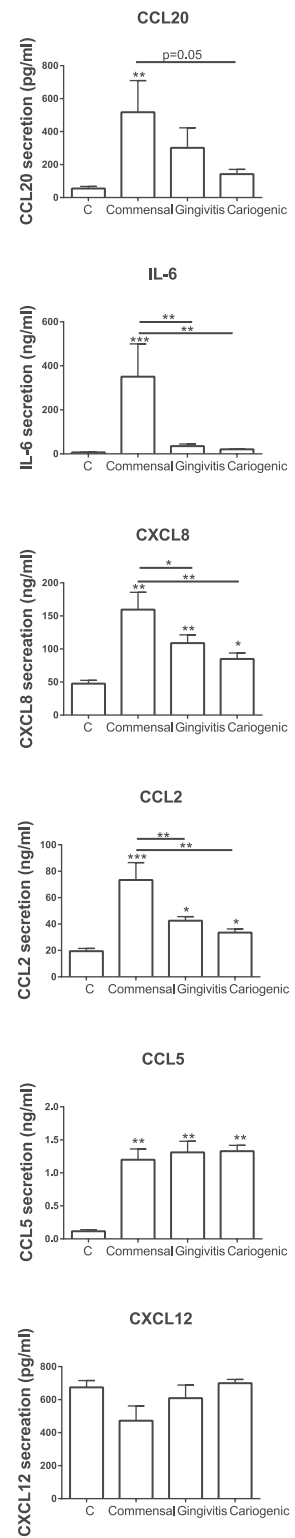 CCL20
p=0.05
800
**
600
400
200
0
CCL20 secretion (pg/ml)
C Commensal Gingivitis Cariogenic
IL-6
600
**
**
***
400
200
0
IL-6 secretion (ng/ml)
C Commensal Gingivitis Cariogenic
CXCL8
*
200
**
**
150
**
*
100
50
0
CXCL8 secreation (ng/ml)
C Commensal Gingivitis Cariogenic
CCL2
**
100
**
***
80
60
*
*
40
20
0
CCL2 secretion (ng/ml)
C Commensal Gingivitis Cariogenic
CCL5
2.0
**
**
**
1.5
1.0
0.5
0.0
CCL5 secretion (ng/ml)
C Commensal Gingivitis Cariogenic
CXCL12
800
600
400
200
0
CXCL12 secreation (pg/ml)
C Commensal Gingivitis Cariogenic